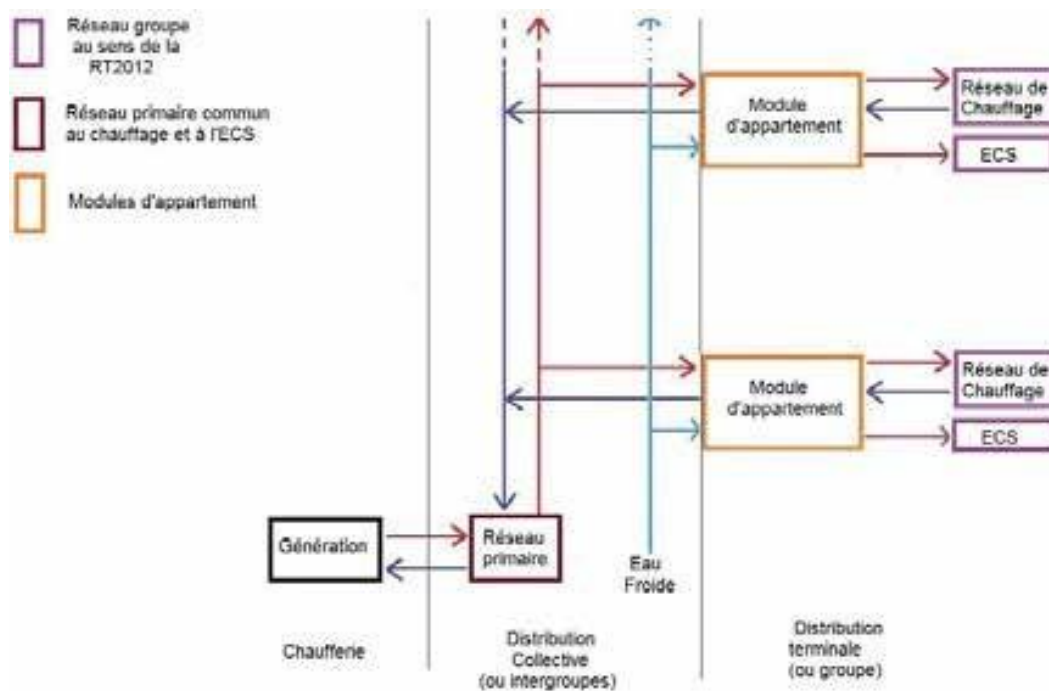 Réseau groupe
au sens de la
RT2012
Réseau primaire commun
au chauffage et à l'ECS
Modules d'appartement
Module
d'appartement
Réseau de
Chauffage
ECS
Module
d'appartement
Réseau de
Chauffage
ECS
Génération
Réseau
primaire
Eau
Froide
Chaufferie
Distribution
Collective
(ou intergroupes)
Distribution
terminale
(ou groupe)